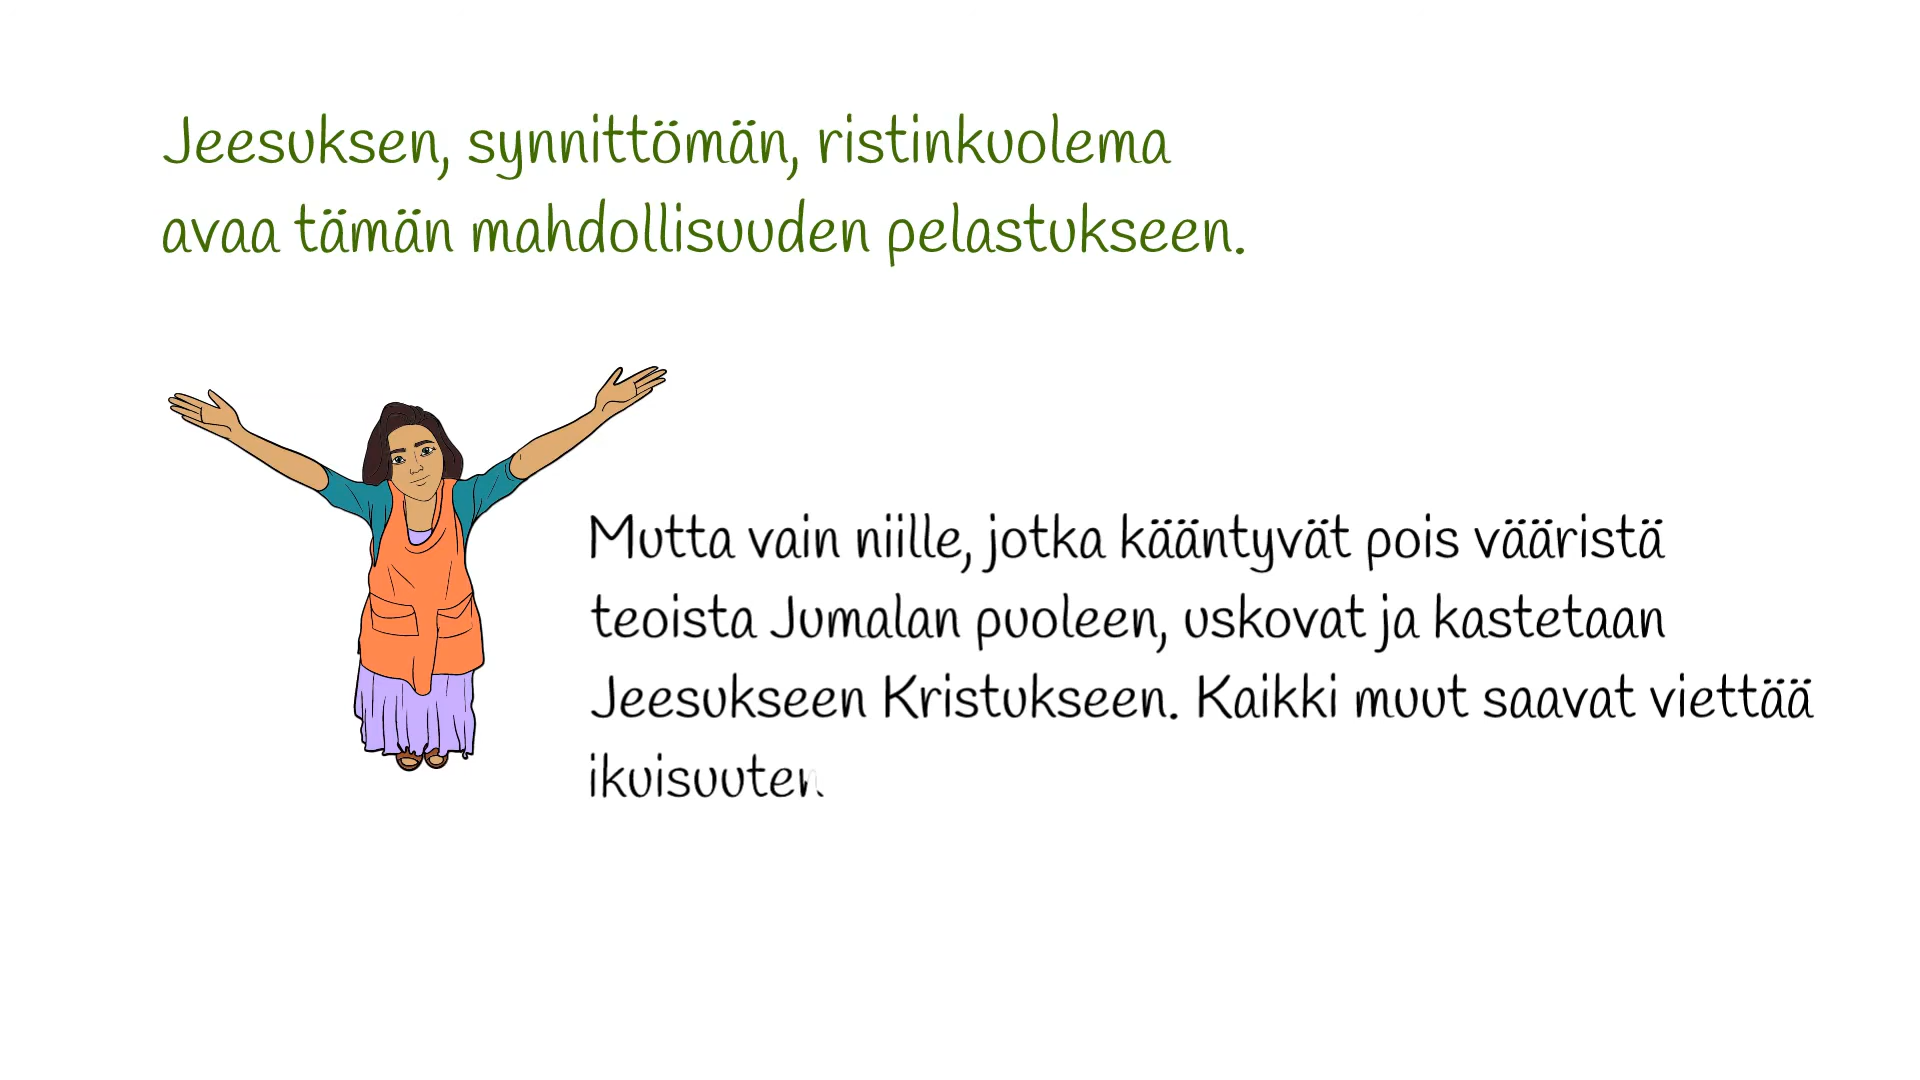 Jeesuksen, synnittömän, ristinkuolema
avaa tämän mahdollisuuden pelastukseen.
Mutta vain niille, jotka kääntyvät pois vääristä
teoista Jumalan puoleen, uskovat ja kastetaan
Jeesukseen Kristukseen. Kaikki muut saavat viettää